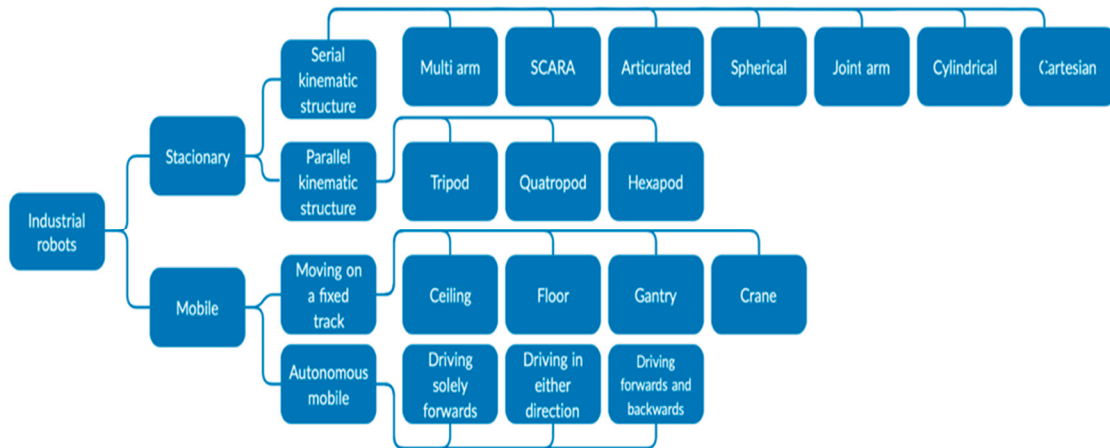 Serial
kinematic
structure
Multi arm
SCARA
Articurated
Spherical
Joint arm
Cylindrical
Cartesian
Stacionary
Parallel
kinematic
structure
Tripod
Quatropod
Hexapod
Industrial
robots
Moving on
a fixed
track
Ceiling
Floor
Gantry
Crane
Mobile
Autonomous
mobile
Driving
solely
forwards
Driving in
either
direction
Driving
forwards and
backwards